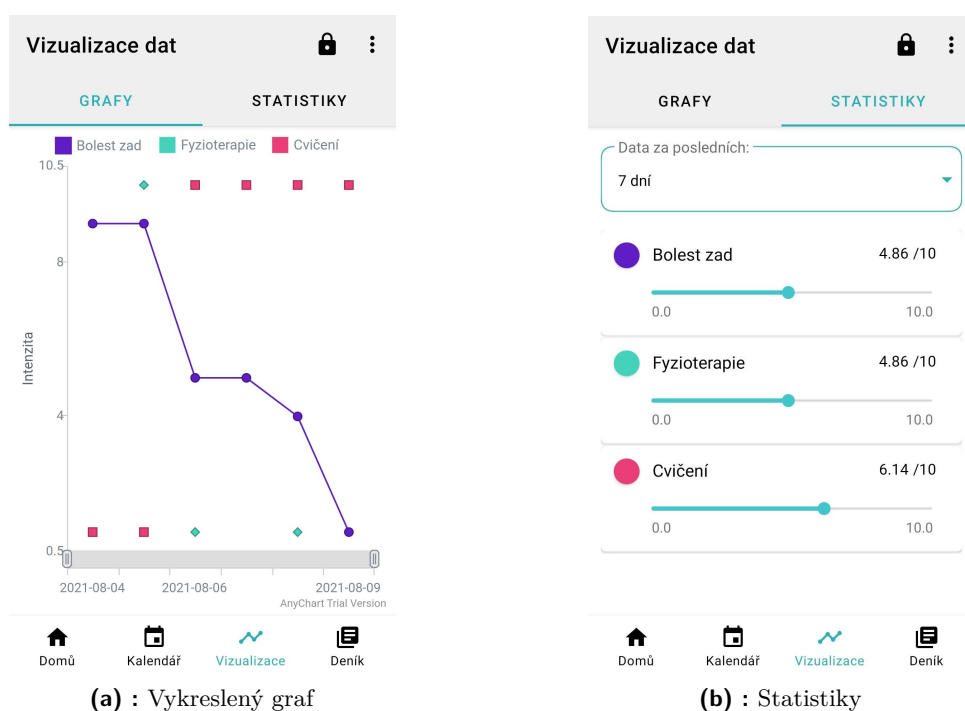 Vizualizace dat
GRAFY STATISTIKY
Bolest zad Fyzioterapie Cvičení
10.5
8
Intenzita
4
0.5
2021-08-04 2021-08-06 2021-08-09
AnyChart Trial Version
Domů Kalendář Vizualizace Deník
(a) : Vykreslený graf
Vizualizace dat
GRAFY STATISTIKY
Data za posledních:
7 dní
Bolest zad 4.86 /10
0.0 10.0
Fyzioterapie 4.86 /10
0.0 10.0
Cvičení 6.14 /10
0.0 10.0
Domů Kalendář Vizualizace Deník
(b) : Statistiky